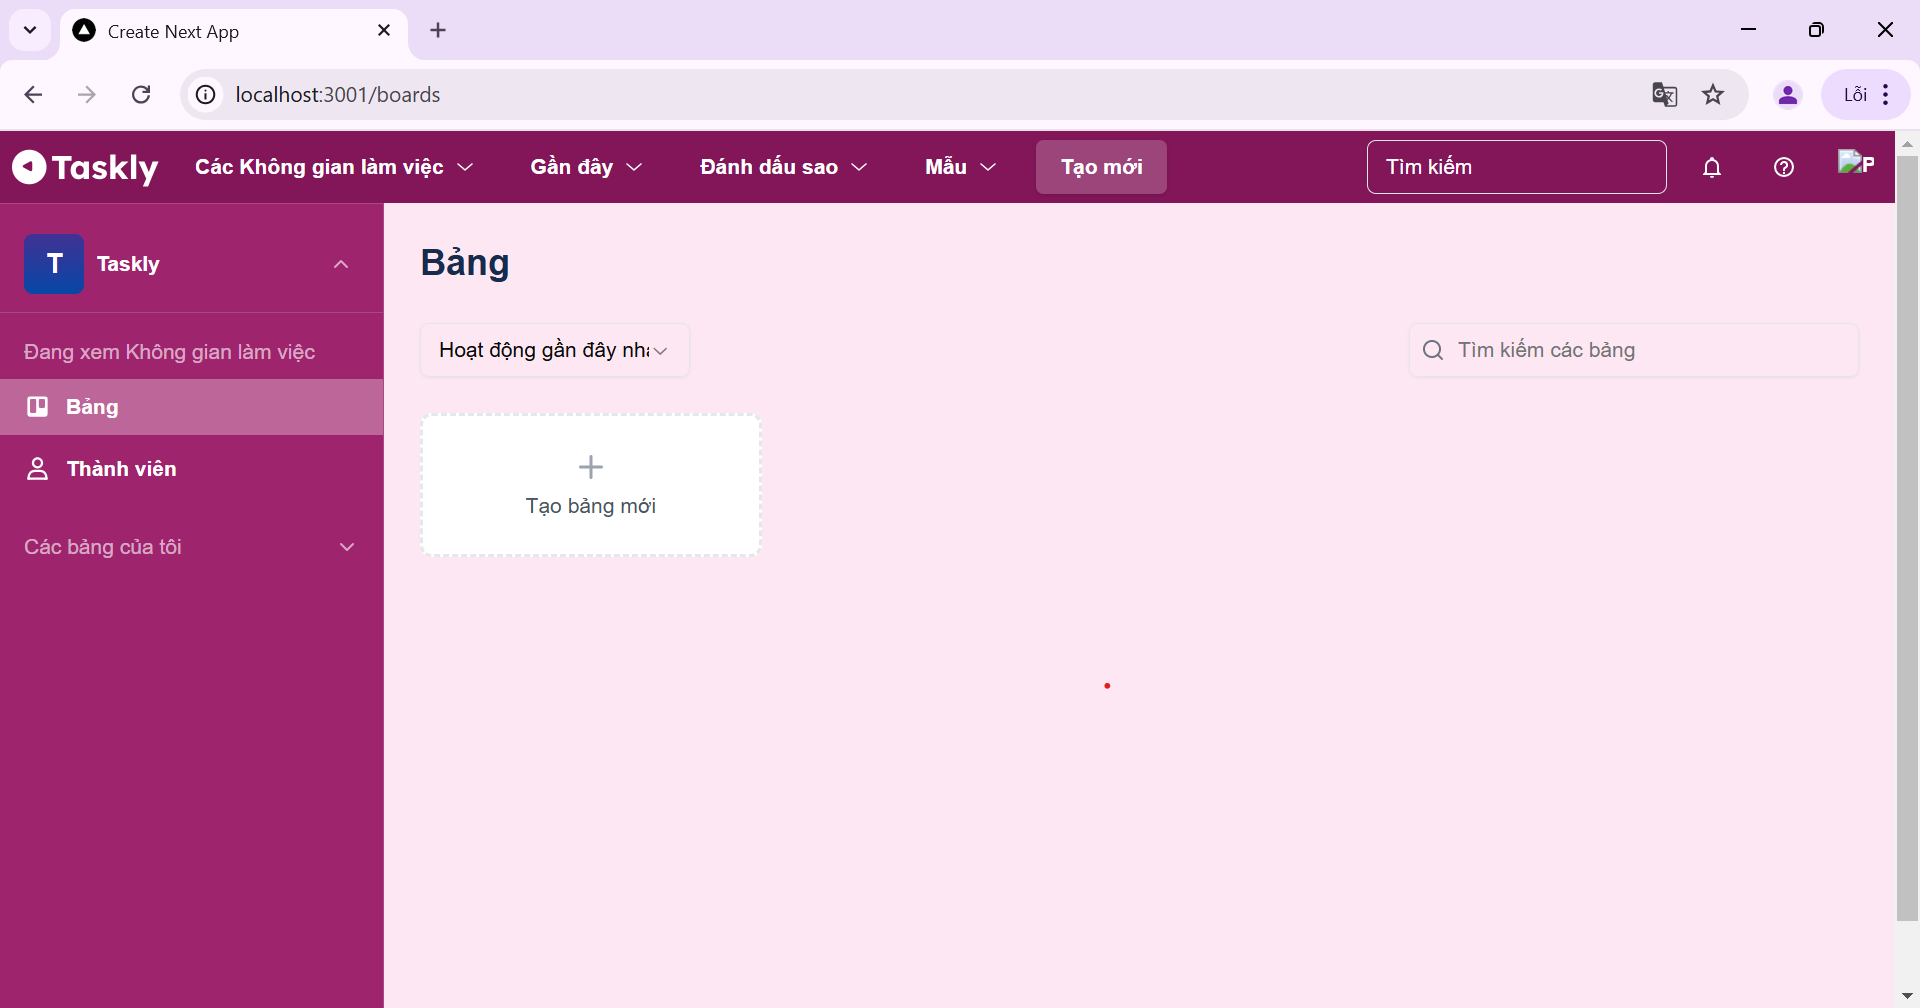 Create Next App
localhost:3001/boards
Lỗi
Taskly
Các Không gian làm việc
Gần đây
Đánh dấu sao
Mẫu
Tạo mới
Tìm kiếm
P
T
Taskly
Đang xem Không gian làm việc
Bảng
Thành viên
Các bảng của tôi
Bảng
Hoạt động gần đây
Tìm kiếm các bảng
Tạo bảng mới